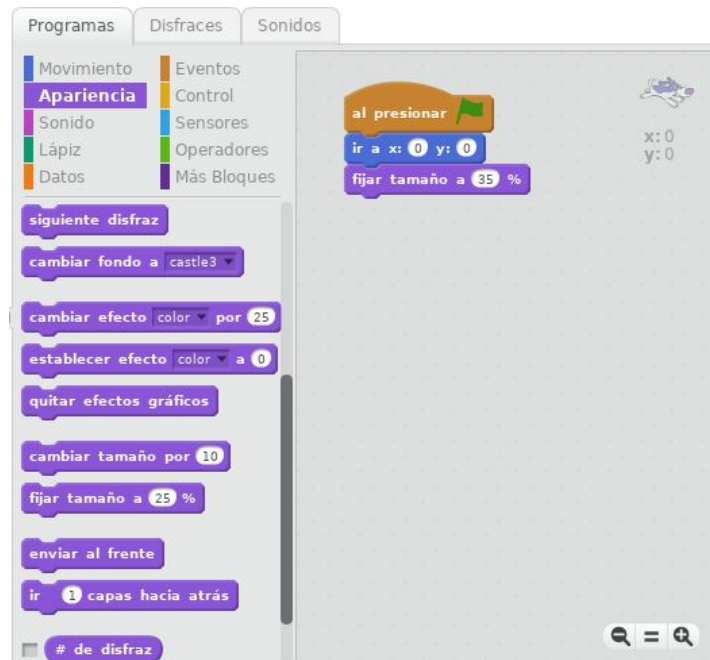 Programas Disfraces Sonidos
Movimiento Eventos
Apariencia Control
Sonido Sensores
Lápiz Operadores
Datos Más Bloques
siguiente disfraz
cambiar fondo a castle3
cambiar efecto color por 25
establecer efecto color a 0
quitar efectos gráficos
cambiar tamaño por 10
fijar tamaño a 25 %
enviar al frente
ir 1 capas hacia atrás
# de disfraz
al presionar
ir a x: 0 y: 0
fijar tamaño a 35 %
x: 0
y: 0